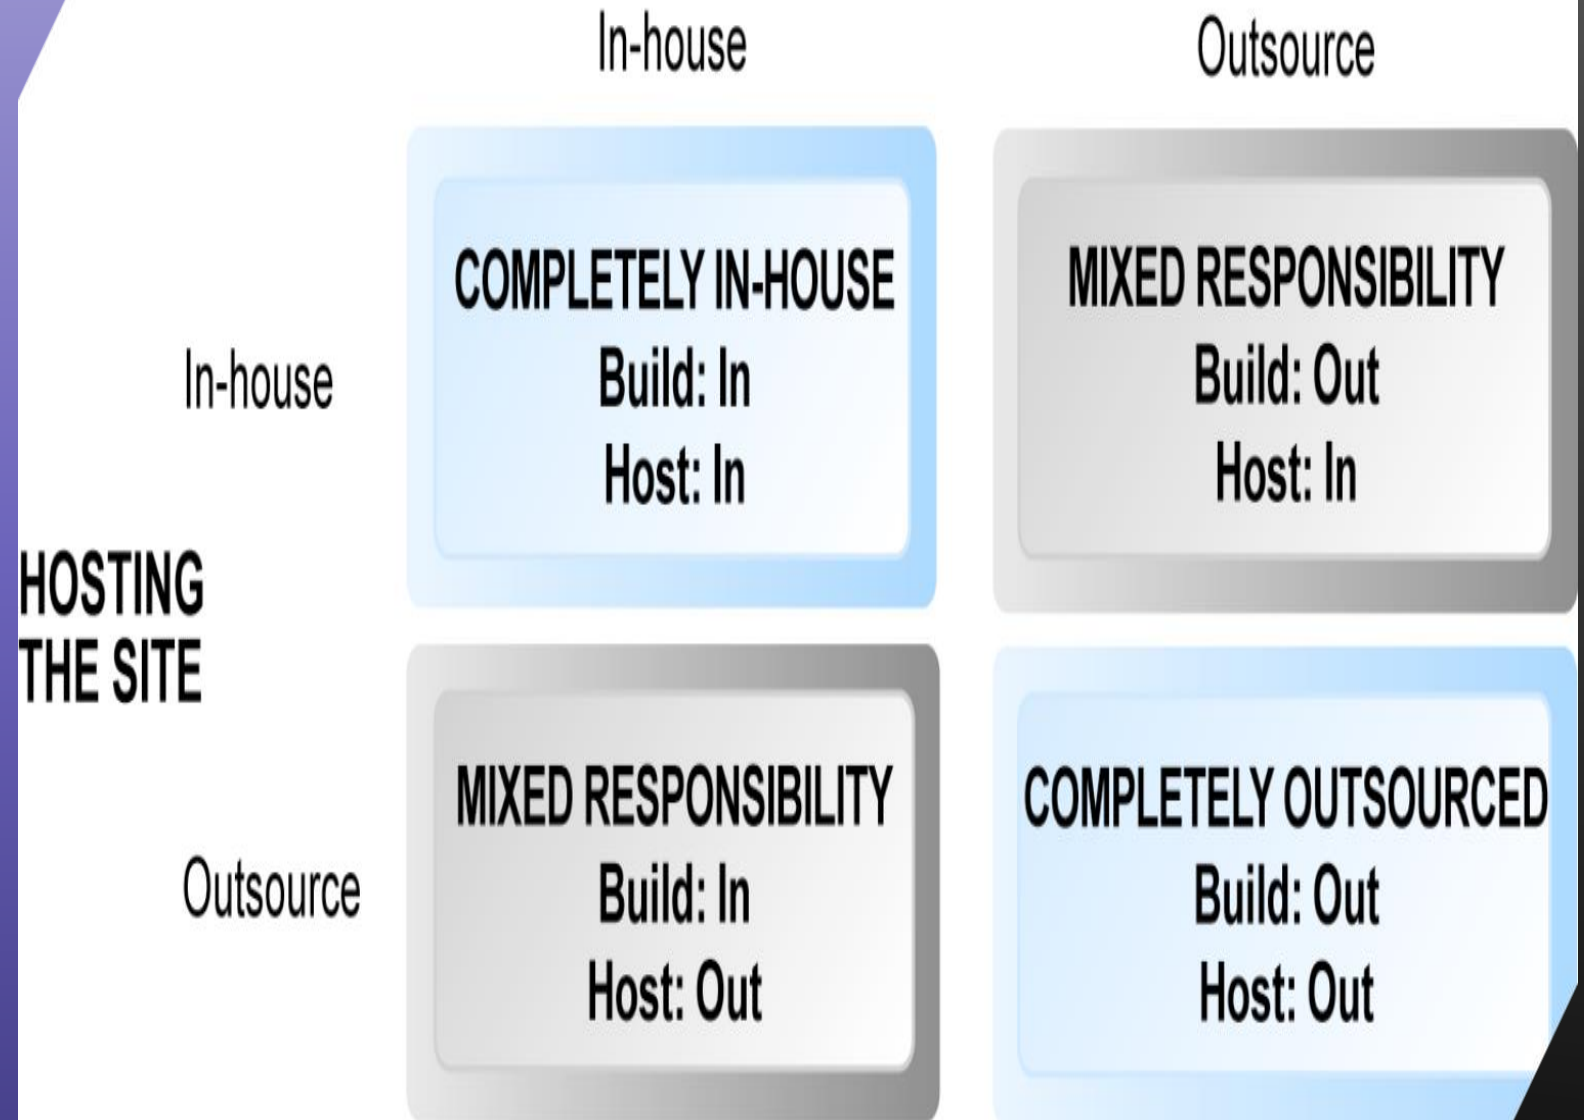 In-house
Outsource
In-house
COMPLETELY IN-HOUSE
Build: In
Host: In
MIXED RESPONSIBILITY
Build: Out
Host: In
HOSTING
THE SITE
Outsource
MIXED RESPONSIBILITY
Build: In
Host: Out
COMPLETELY OUTSOURCED
Build: Out
Host: Out